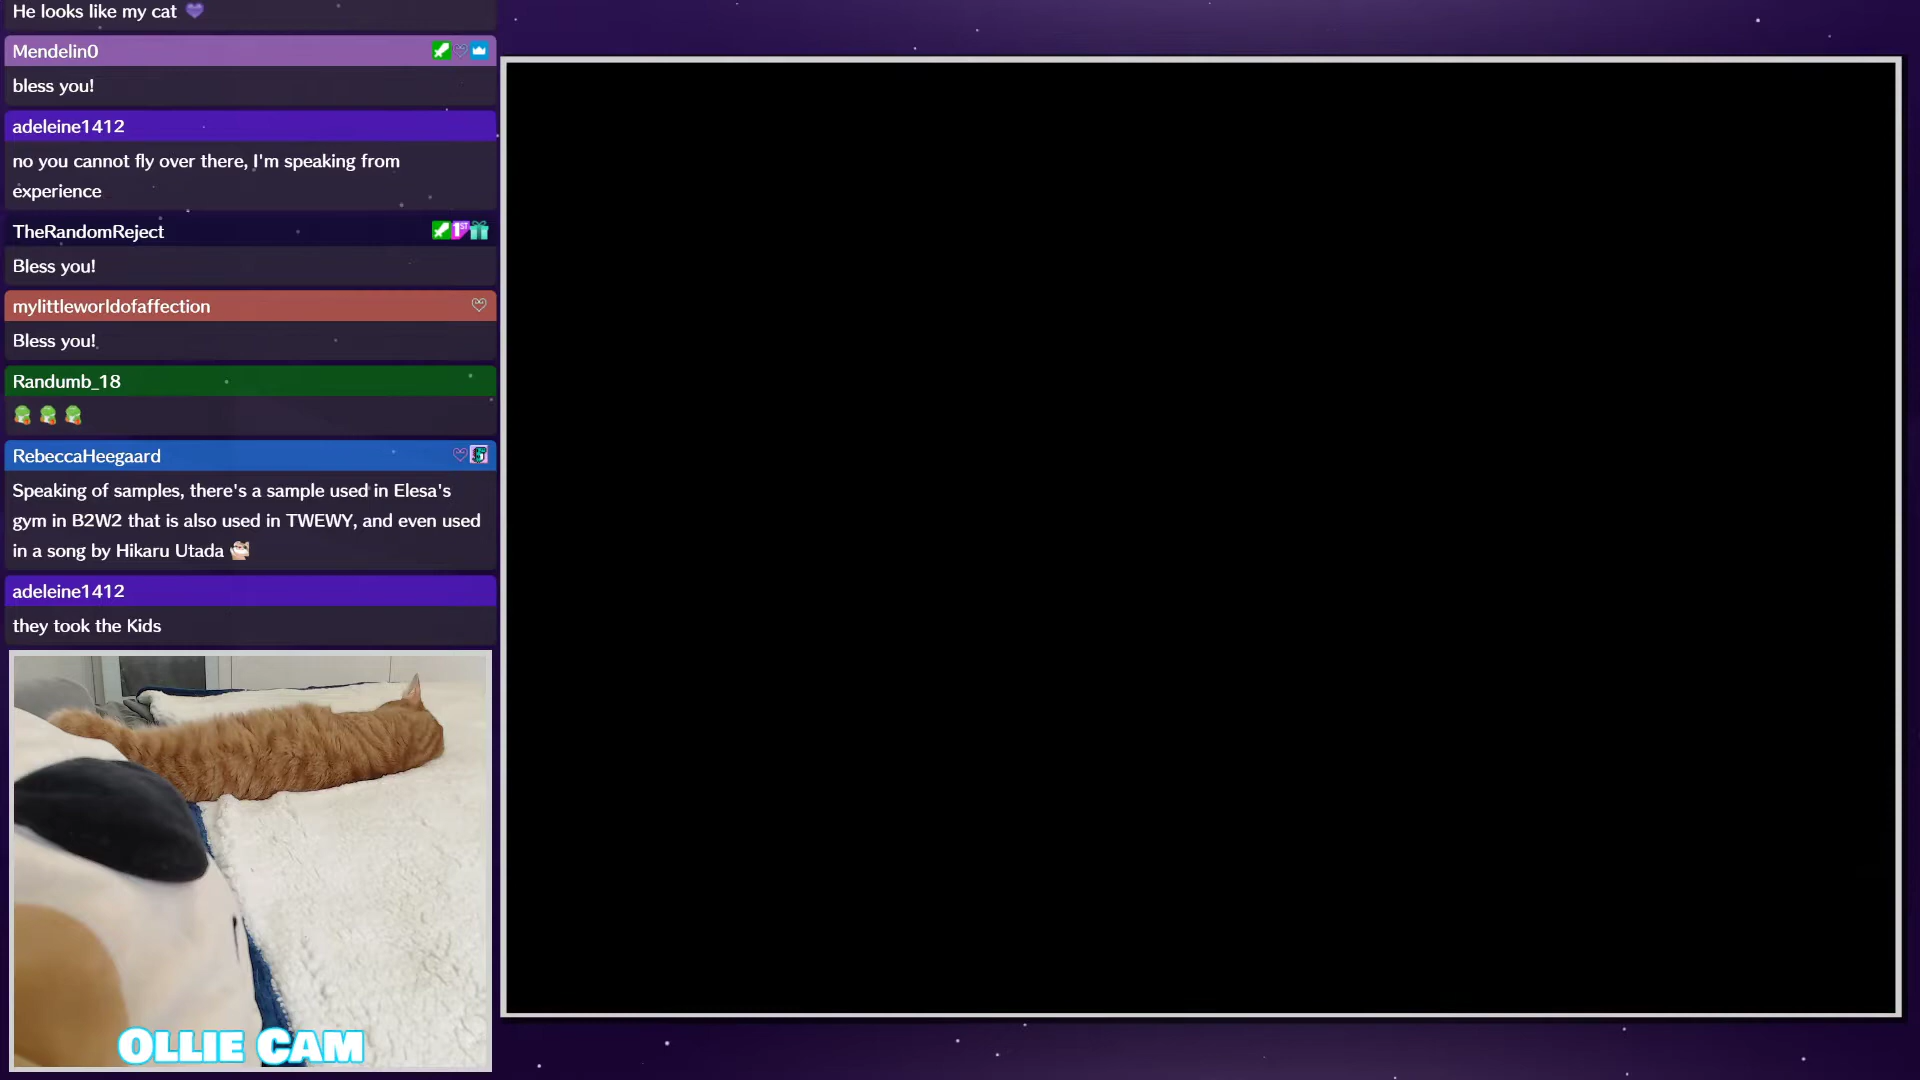 He looks like my cat
Mendelin0
bless you!
adeleine1412
no you cannot fly over there, I'm speaking from
experience
TheRandomReject
1ST
Bless you!
mylittleworldofaffection
Bless you!
Randumb_18
RebeccaHeegaard
Speaking of samples, there's a sample used in Elesa's
gym in B2W2 that is also used in TWEWY, and even used
in a song by Hikaru Utada
adeleine1412
they took the Kids
OLLIE CAM